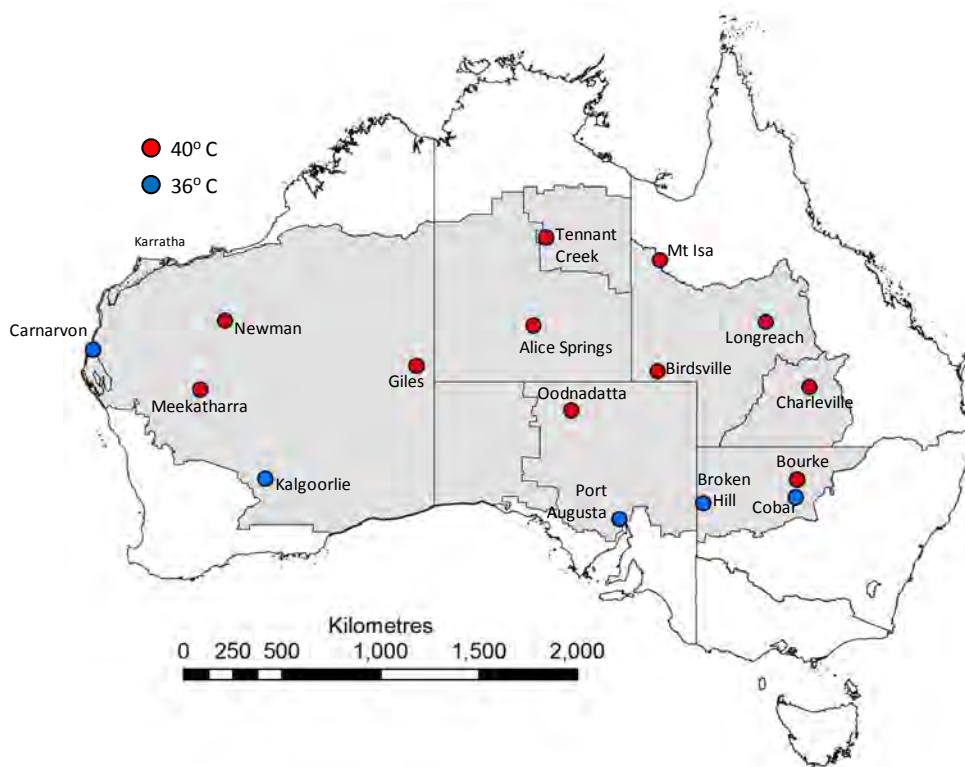 40° C
36° C
Karratha
Tennant
Creek
Mt Isa
Carnarvon
Newman
Longreach
Alice Springs
Giles
Birdsville
Meekatharra
Oodnadatta
Charleville
Kalgoorlie
Bourke
Broken
Hill
Port
Augusta
Cobar
Kilometres
0 250 500 1,000 1,500 2,000